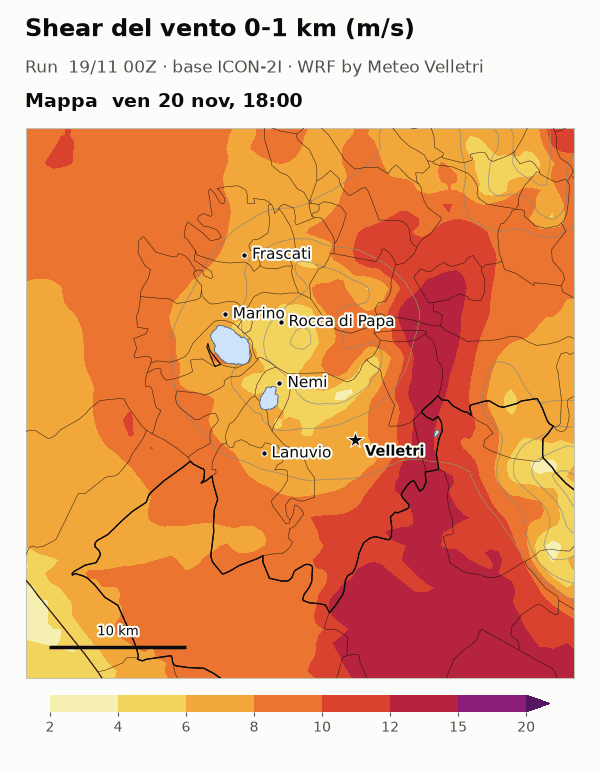 Shear del vento 0-1 km (m/s)
Run  19/11 00Z · base ICON-2I · WRF by Meteo Velletri
Mappa  ven 20 nov, 18:00
Frascati
Marino
Rocca di Papa
Nemi
Velletri
Lanuvio
10 km
2 4 6 8 10 12 15 20